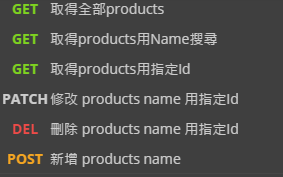 GET 取得全部products
GET 取得products用Name搜尋
GET 取得products用指定Id
PATCH 修改 products name 用指定Id
DEL 刪除 products name 用指定Id
POST 新增 products name